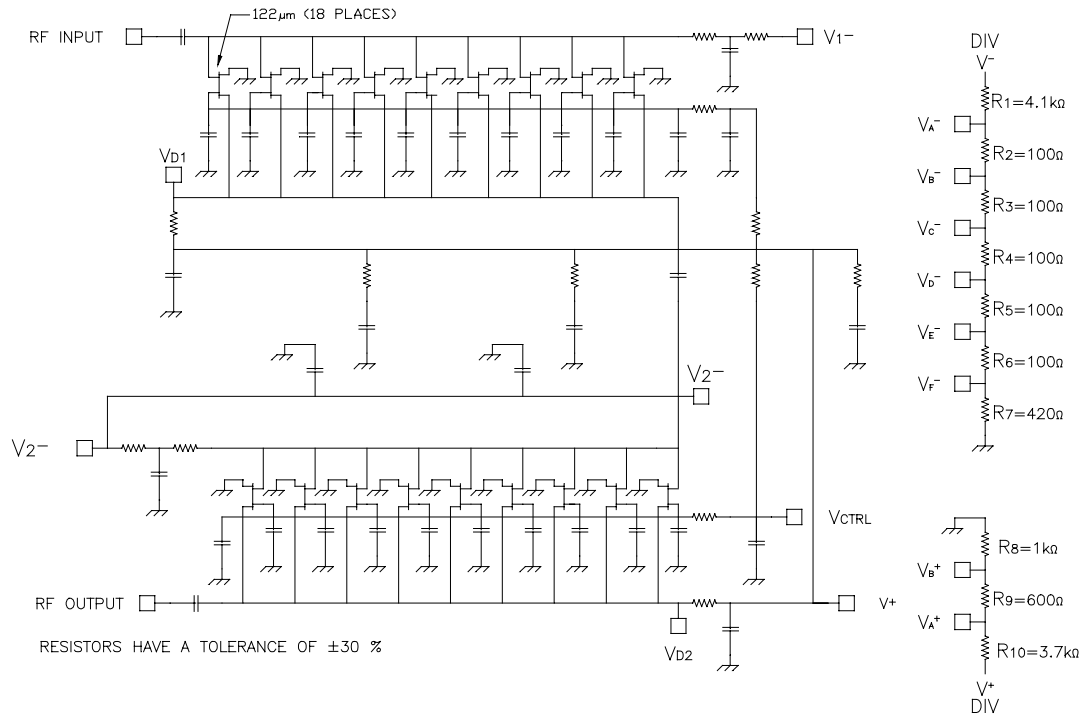 122µm (18 PLACES)
RF INPUT
V1−
DIV
V−
R1=4.1kΩ
VA−
R2=100Ω
VB−
R3=100Ω
VC−
R4=100Ω
VD−
R5=100Ω
VE−
R6=100Ω
VF−
R7=420Ω
VD1
V2−
V2−
VCTRL
R8=1kΩ
VB+
R9=600Ω
VA+
R10=3.7kΩ
V+
DIV
RF OUTPUT
V+
VD2
RESISTORS HAVE A TOLERANCE OF ±30 %